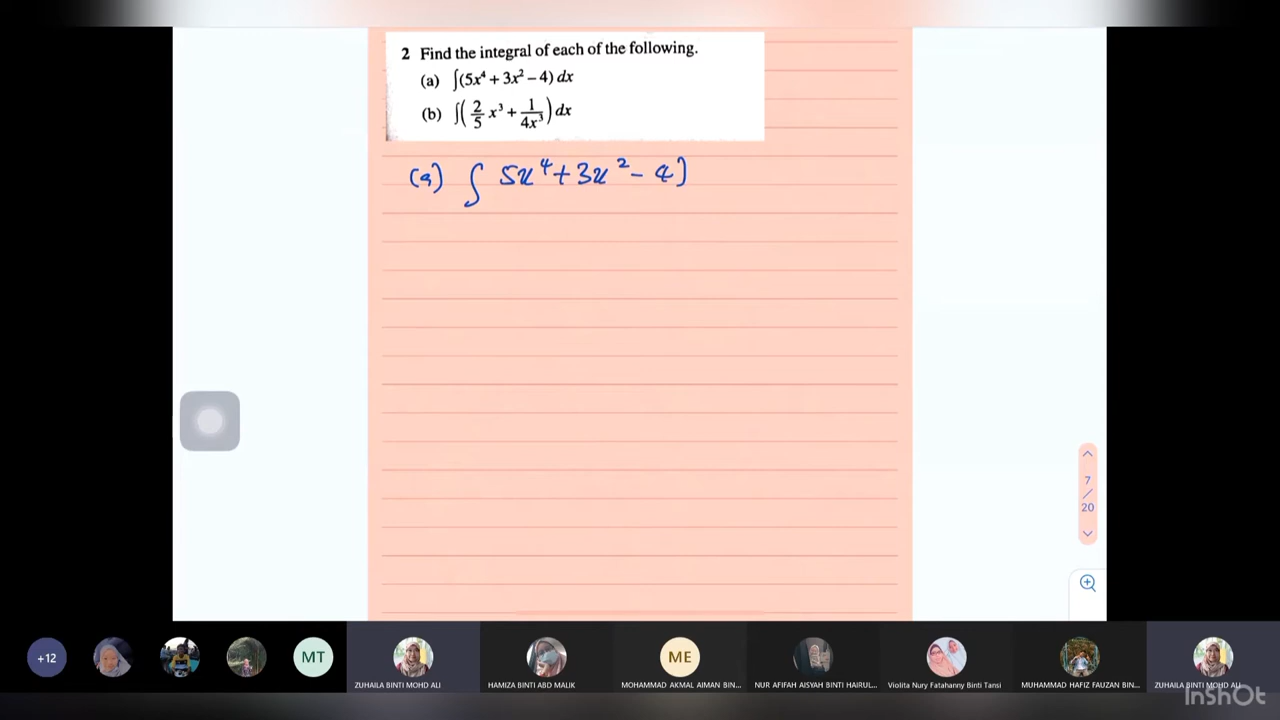 2 Find the integral of each of the following.
(a) ∫(5x⁴ + 3x² – 4) dx
(b) ∫(2/5 x³ + 1/4x³) dx
(a) ∫ 5x⁴ + 3x² – 4)
7
/
20
+12
MT
ZUHAILA BINTI MOHD ALI
HAMIZA BINTI ABD MALIK
ME
MOHAMMAD AKMAL AIMAN BIN...
NUR AFIFAH AISYAH BINTI HAIRUL...
Violita Nury Fatahanny Binti Tansi
MUHAMMAD HAFIZ FAUZAN BIN...
ZUHAILA BINTI MOHD ALI
InShOt